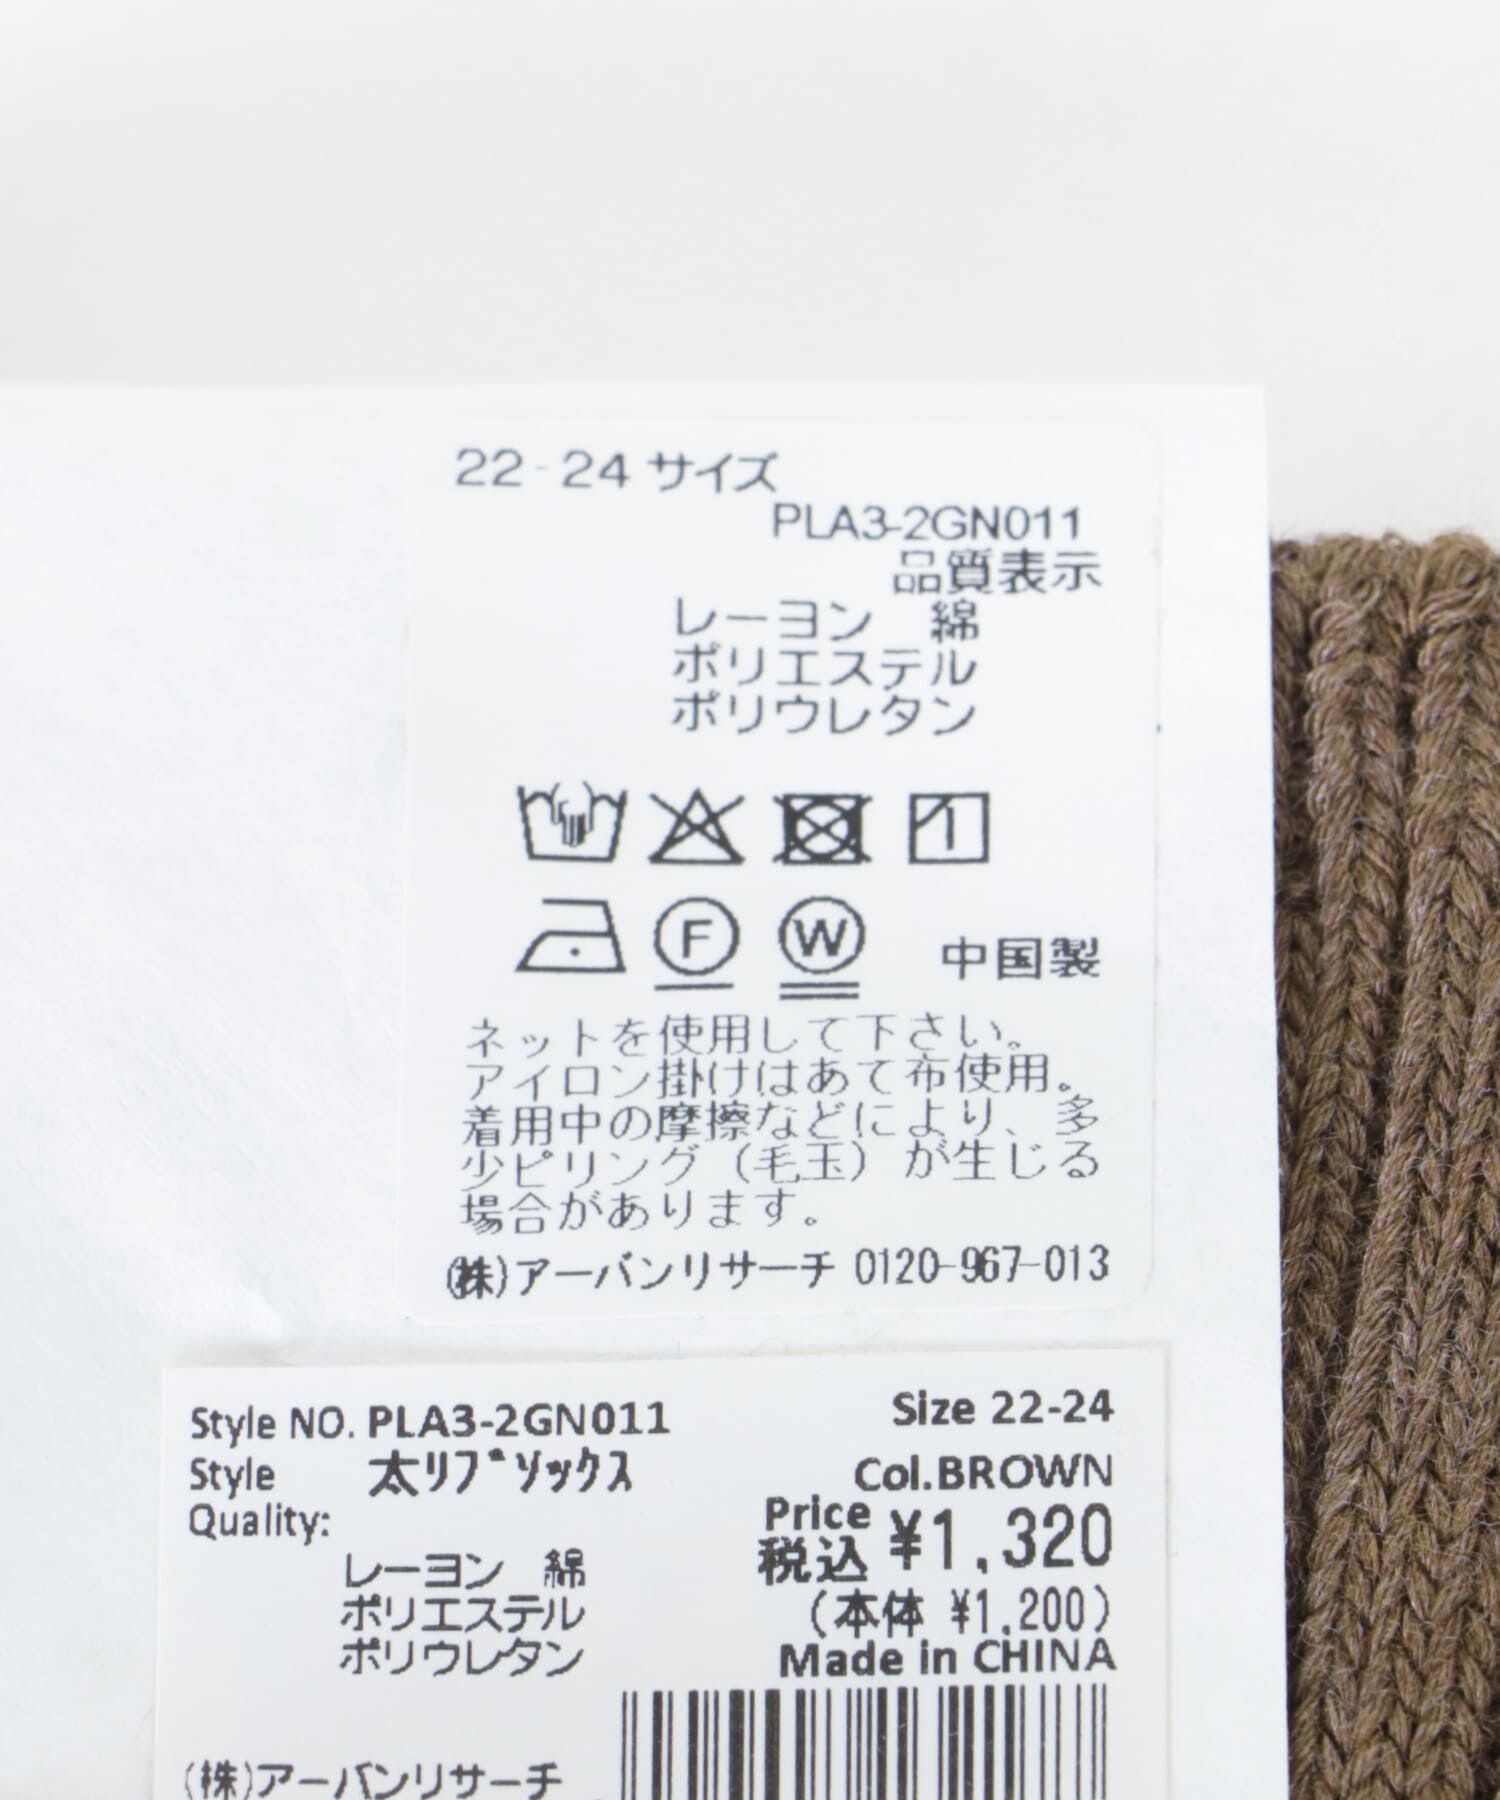 22-24 サイズ
PLA3-2GN011
品質表示
レーヨン 綿
ポリエステル
ポリウレタン
F W 中国製
ネットを使用して下さい。
アイロン掛けはあて布使用。
着用中の摩擦などにより、多
少ピリング（毛玉）が生じる
場合があります。
(株)アーバンリサーチ 0120-967-013
Style NO. PLA3-2GN011 Size 22-24
Style 太リブソックス Col.BROWN
Quality: Price
税込 ¥1,320
レーヨン 綿
(本体 ¥1,200)
ポリエステル
ポリウレタン Made in CHINA
(株)アーバンリサーチ